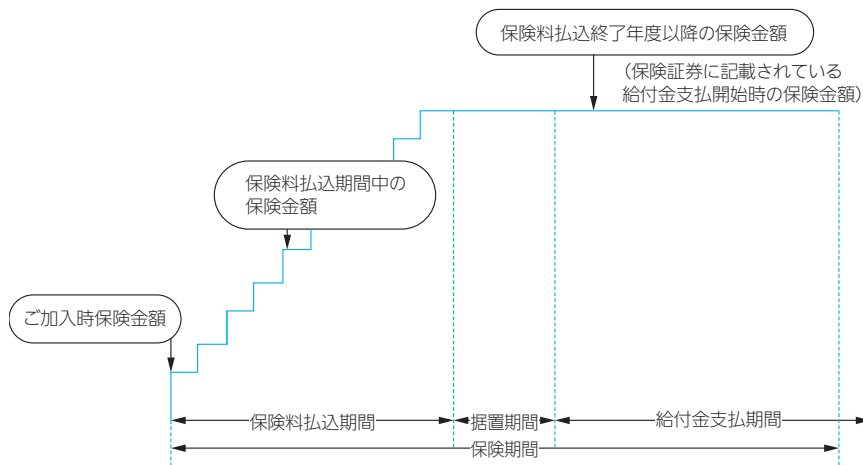 保険料払込終了年度以降の保険金額
（保険証券に記載されている
給付金支払開始時の保険金額）
保険料払込期間中の
保険金額
ご加入時保険金額
保険料払込期間
据置期間
給付金支払期間
保険期間